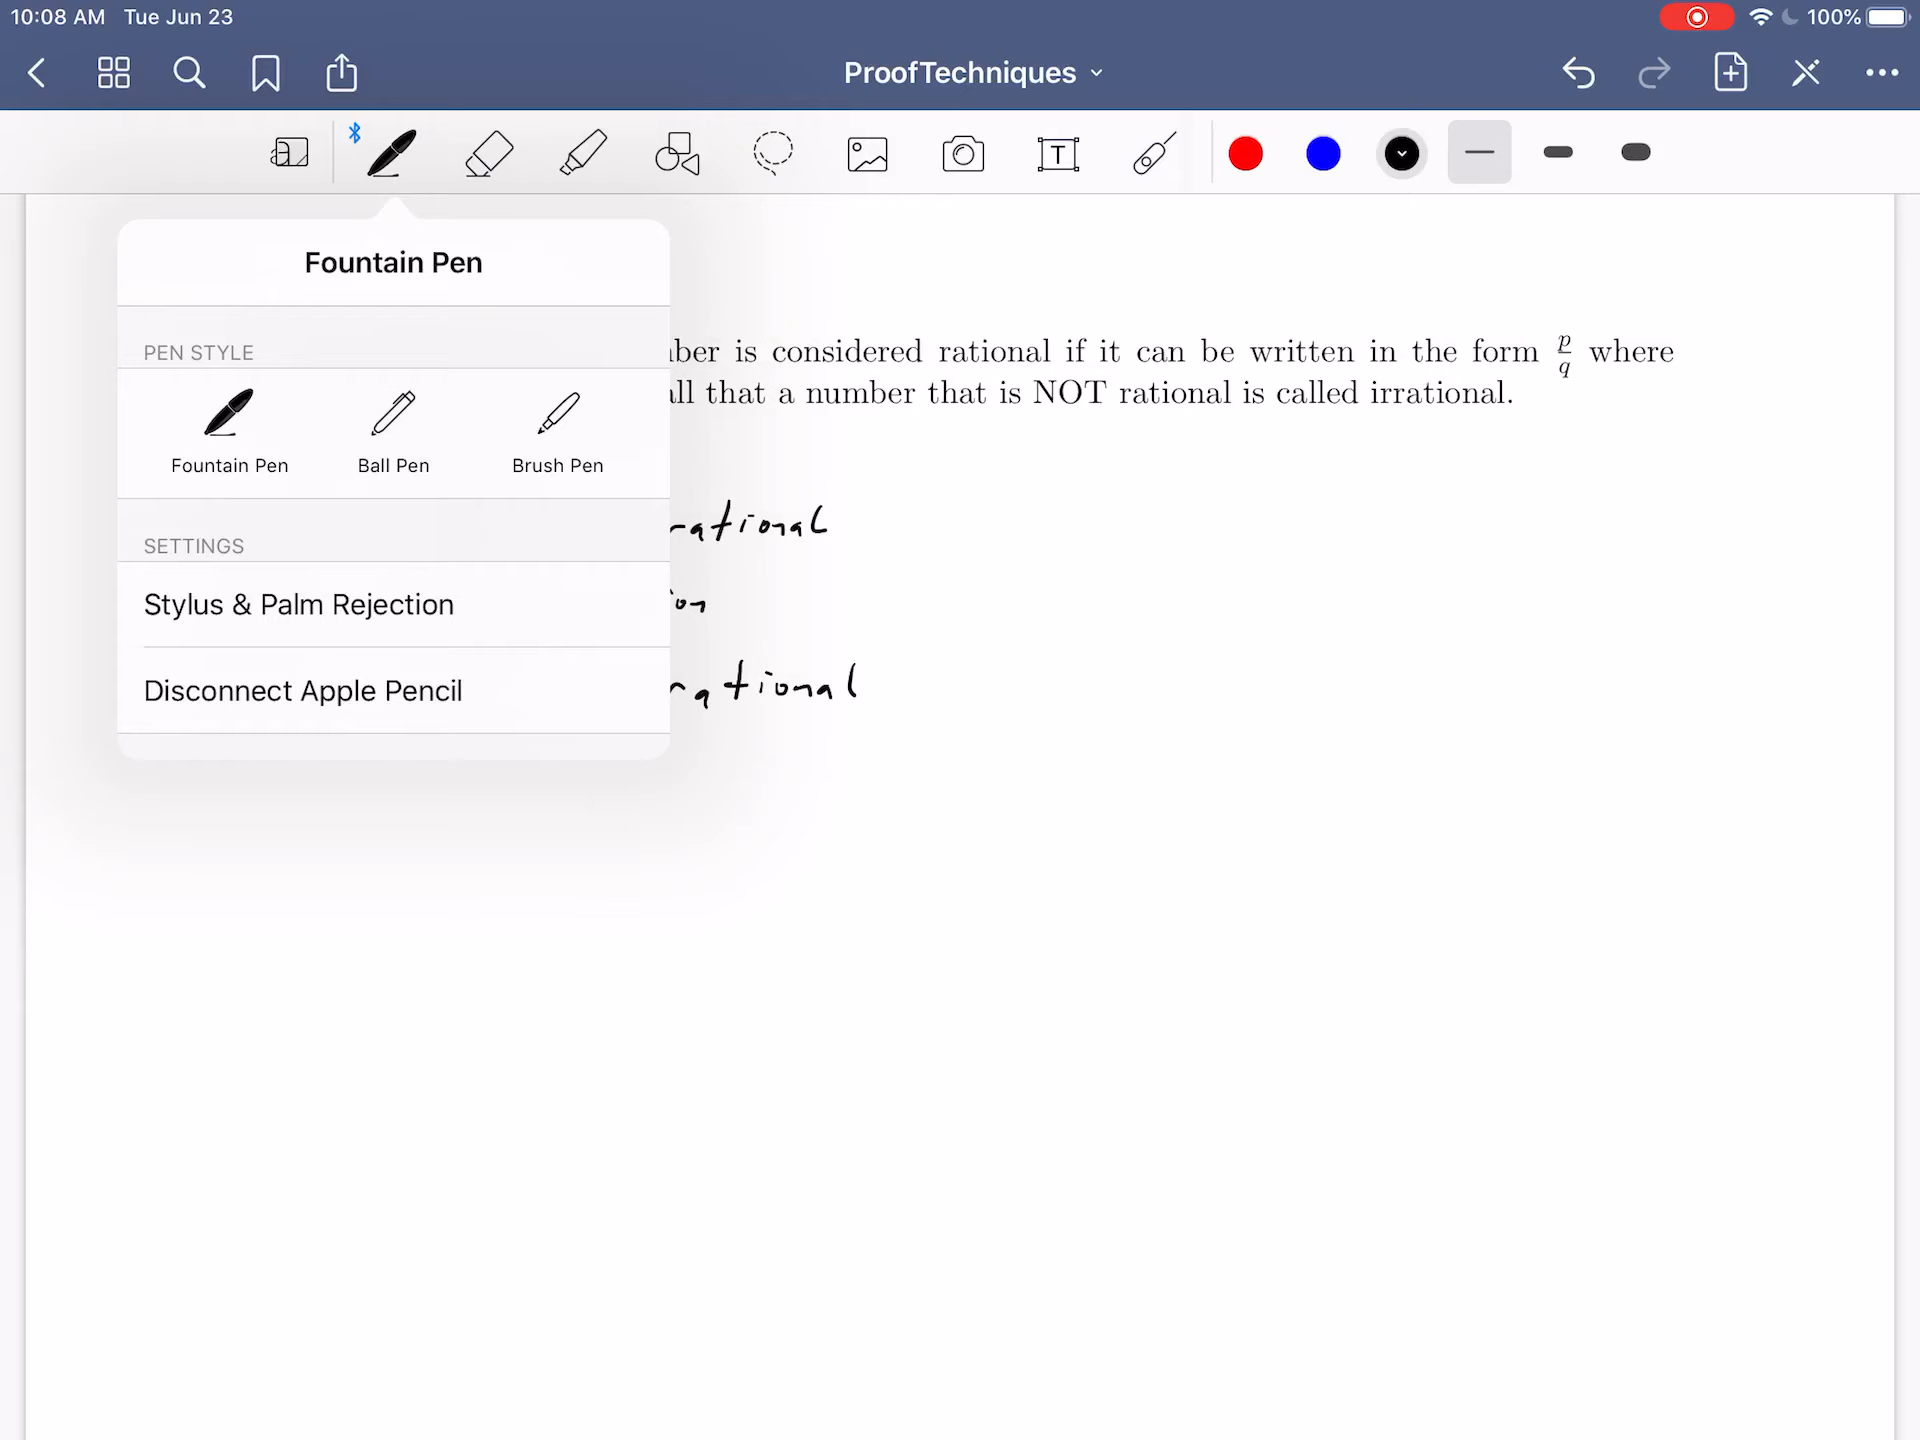 10:08 AM Tue Jun 23
100%
ProofTechniques
Fountain Pen
PEN STYLE
Fountain Pen Ball Pen Brush Pen
SETTINGS
Stylus & Palm Rejection
Disconnect Apple Pencil
is considered rational if it can be written in the form p/q where
that a number that is NOT rational is called irrational.
rational
rational